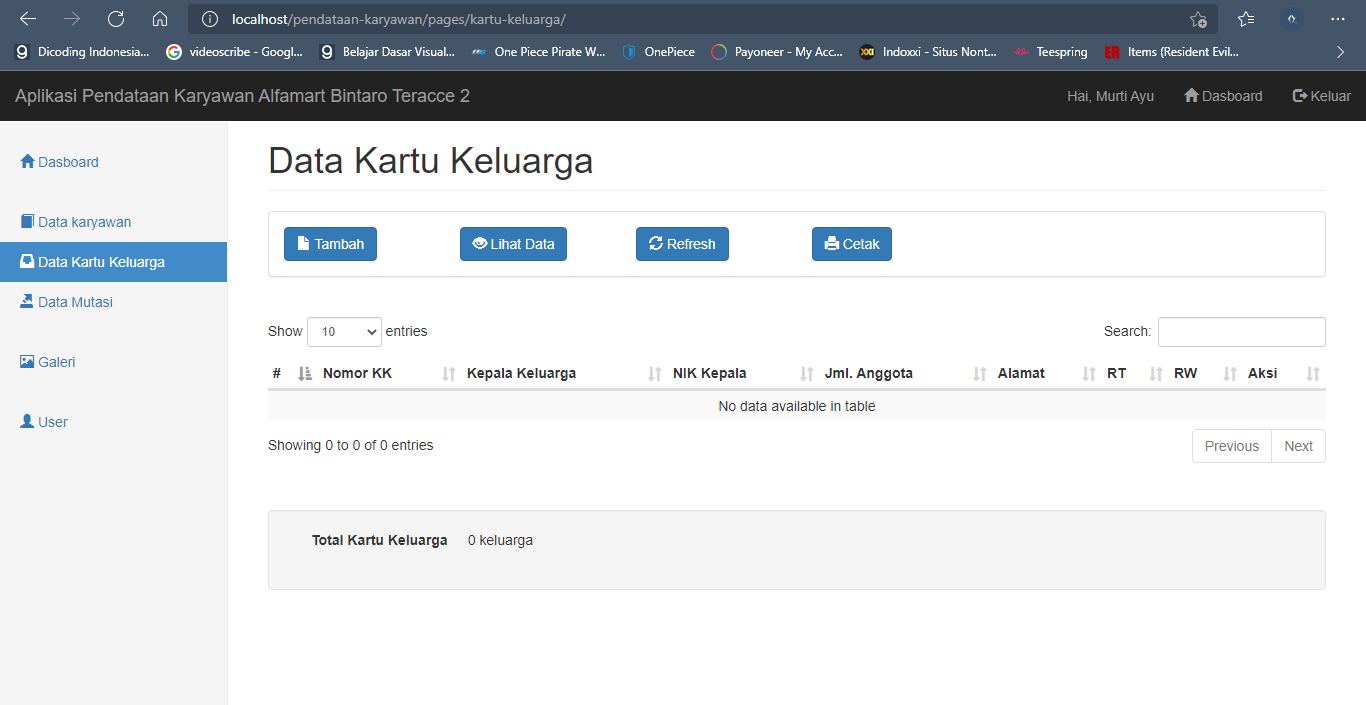 localhost/pendataan-karyawan/pages/kartu-keluarga/
Dicoding Indonesia... videoscribe - Googl... Belajar Dasar Visual... One Piece Pirate W... OnePiece Payoneer - My Acc... Indoxxi - Situs Nont... Teespring Items (Resident Evil...
Aplikasi Pendataan Karyawan Alfamart Bintaro Teracce 2 Hai, Murti Ayu Dasboard Keluar
Dasboard
Data karyawan
Data Kartu Keluarga
Data Mutasi
Galeri
User
Data Kartu Keluarga
Tambah Lihat Data Refresh Cetak
Show 10 entries Search:
# Nomor KK Kepala Keluarga NIK Kepala Jml. Anggota Alamat RT RW Aksi
No data available in table
Showing 0 to 0 of 0 entries Previous Next
Total Kartu Keluarga 0 keluarga